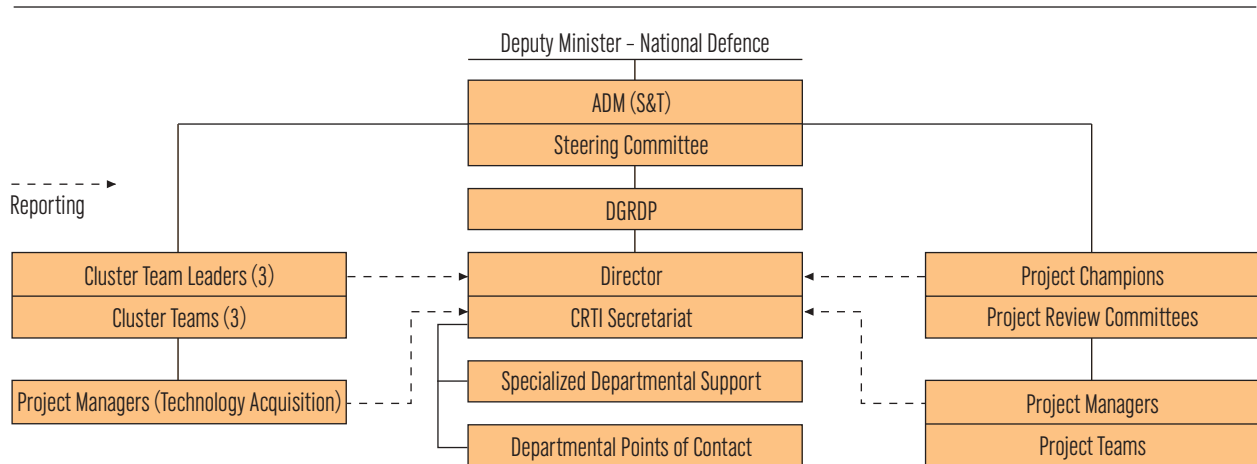 Deputy Minister – National Defence
ADM (S&T)
Steering Committee
Reporting
DGRDP
Cluster Team Leaders (3)
Director
Project Champions
Cluster Teams (3)
CRTI Secretariat
Project Review Committees
Project Managers (Technology Acquisition)
Specialized Departmental Support
Project Managers
Departmental Points of Contact
Project Teams